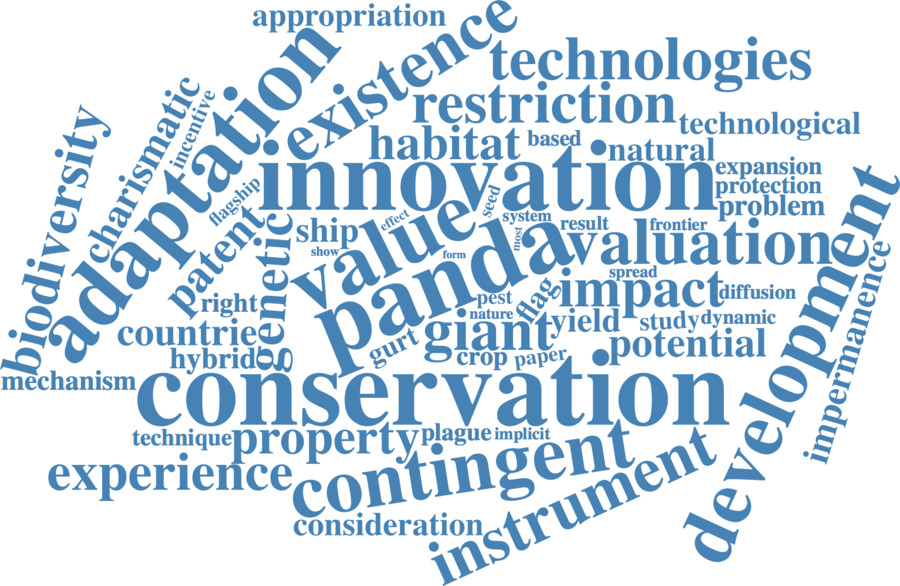 appropriation
existence
technologies
adaptation
restriction
charismatic
incentive
technological
biodiversity
habitat
based
natural
innovation
expansion
protection
flagship
problem
patent
genetic
ship
effect
seed
system
result
frontier
value
show
most
form
valuation
panda
development
spread
impact
diffusion
impermanence
right
pest
flag
nature
countrie
giant
yield
study
dynamic
gurt
potential
hybrid
crop
paper
mechanism
conservation
technique
property
plague
implicit
contingent
experience
instrument
consideration